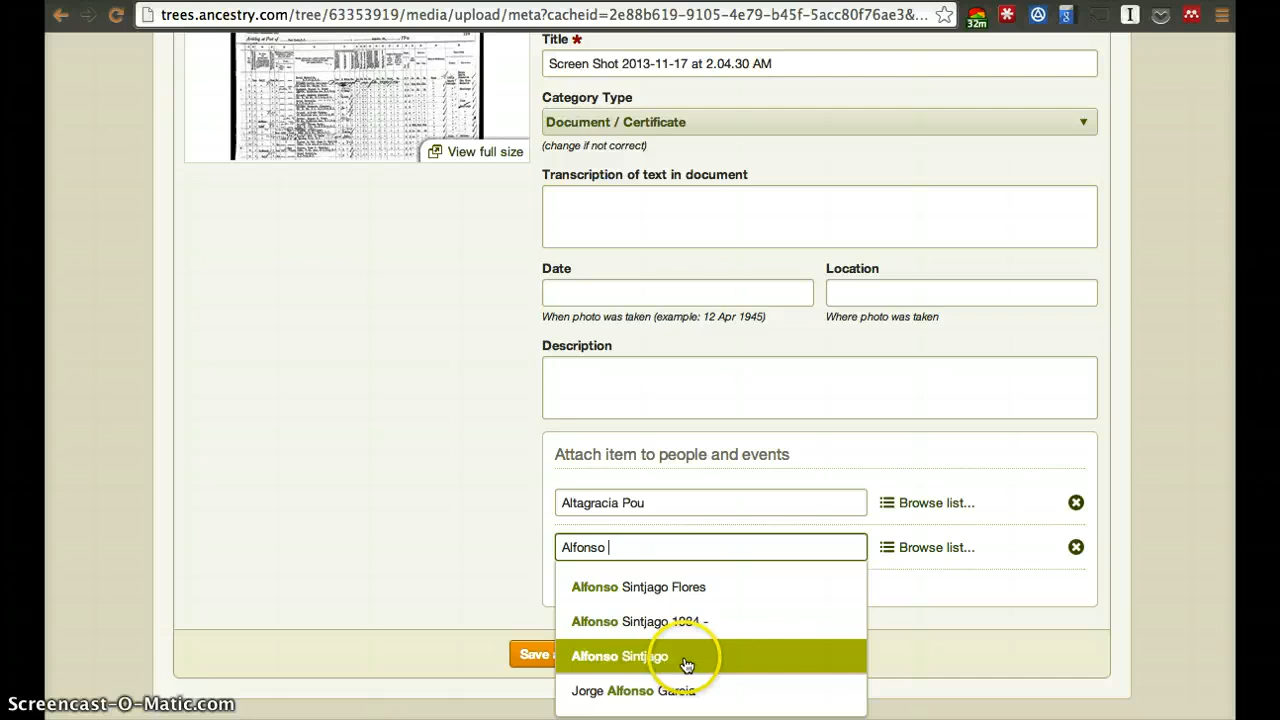 trees.ancestry.com/tree/63353919/media/upload/meta?cacheid=2e88b619-9105-4e79-b45f-5acc80f76ae3&...
32m
View full size
Title *
Screen Shot 2013-11-17 at 2.04.30 AM
Category Type
Document / Certificate
(change if not correct)
Transcription of text in document
Date
Location
When photo was taken (example: 12 Apr 1945)
Where photo was taken
Description
Attach item to people and events
Altagracia Pou
Browse list...
Alfonso
Browse list...
Alfonso Sintjago Flores
Alfonso Sintjago 1984 -
Alfonso Sintjago
Jorge Alfonso Garcia
Save
Screencast-O-Matic.com